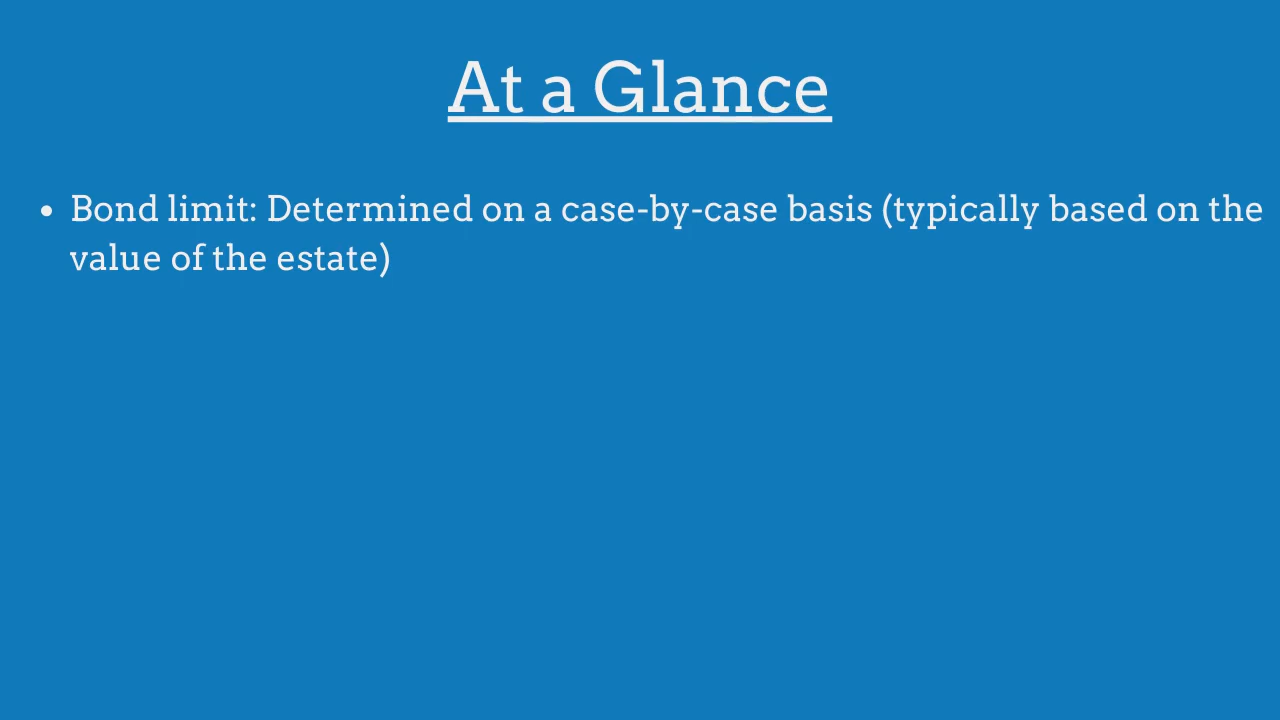 At a Glance
• Bond limit: Determined on a case-by-case basis (typically based on the
value of the estate)